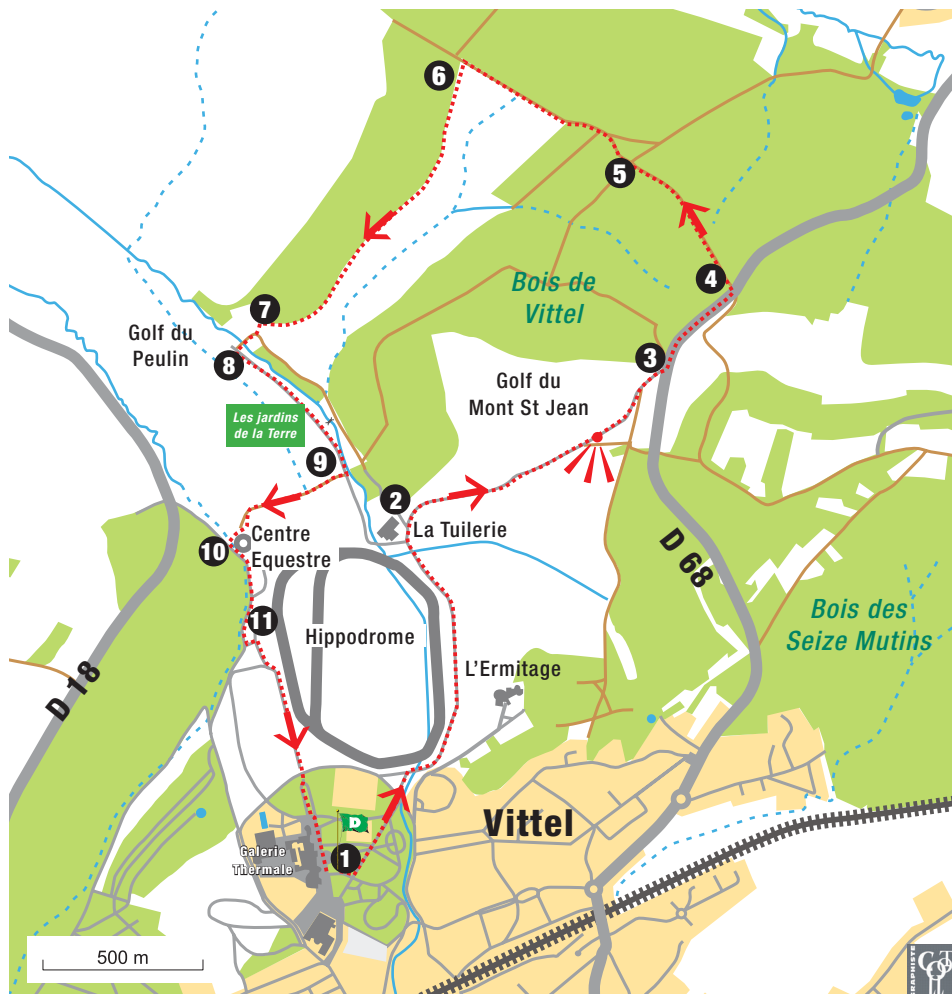 6
5
4
Bois de
Vittel
7
Golf du
Peulin
8
3
Golf du
Mont St Jean
Les jardins
de la Terre
9
2
La Tuilerie
Centre
Equestre
10
D 68
11
Hippodrome
Bois des
Seize Mutins
L'Ermitage
D 18
D
Vittel
1
Galerie
Thermale
500 m
GRAPHISTE